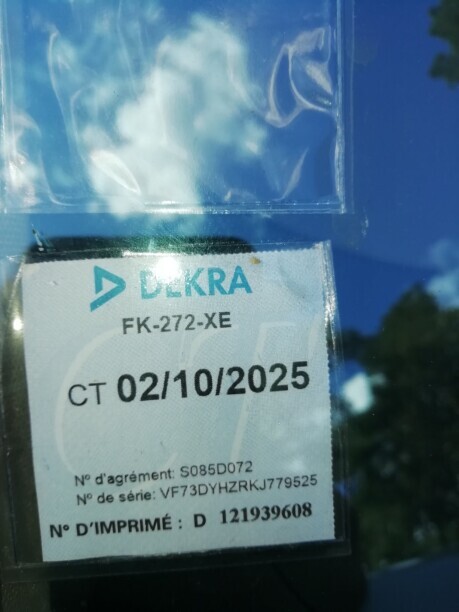 DEKRA
FK-272-XE
CT 02/10/2025
N° d'agrément: S085D072
N° de série: VF73DYHZRKJ779525
N° D'IMPRIMÉ : D 121939608